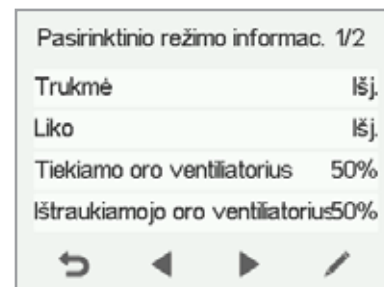 Pasirinktinio režimo informac. 1/2
Trukmė Išj.
Liko Išj.
Tiekiamo oro ventiliatorius 50%
Ištraukiamojo oro ventiliatorius50%